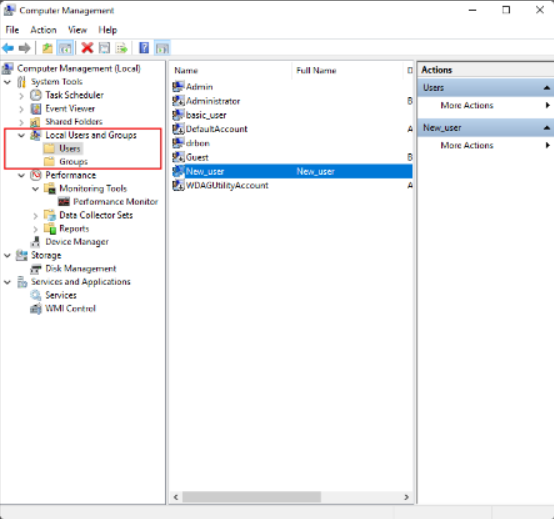 Computer Management
File Action View Help
Computer Management (Local)
System Tools
Task Scheduler
Event Viewer
Shared Folders
Local Users and Groups
Users
Groups
Performance
Monitoring Tools
Performance Monitor
Data Collector Sets
Reports
Device Manager
Storage
Disk Management
Services and Applications
Services
WMI Control
Name Full Name D
Admin
Administrator B
basic_user
DefaultAccount A
drbon
Guest B
New_user New_user
WDAGUtilityAccount A
Actions
Users
More Actions
New_user
More Actions